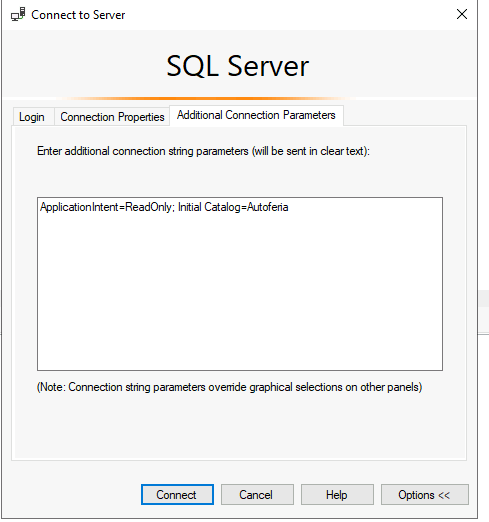 Connect to Server
SQL Server
Login
Connection Properties
Additional Connection Parameters
Enter additional connection string parameters (will be sent in clear text):
ApplicationIntent=ReadOnly; Initial Catalog=Autoferia
(Note: Connection string parameters override graphical selections on other panels)
Connect
Cancel
Help
Options <<